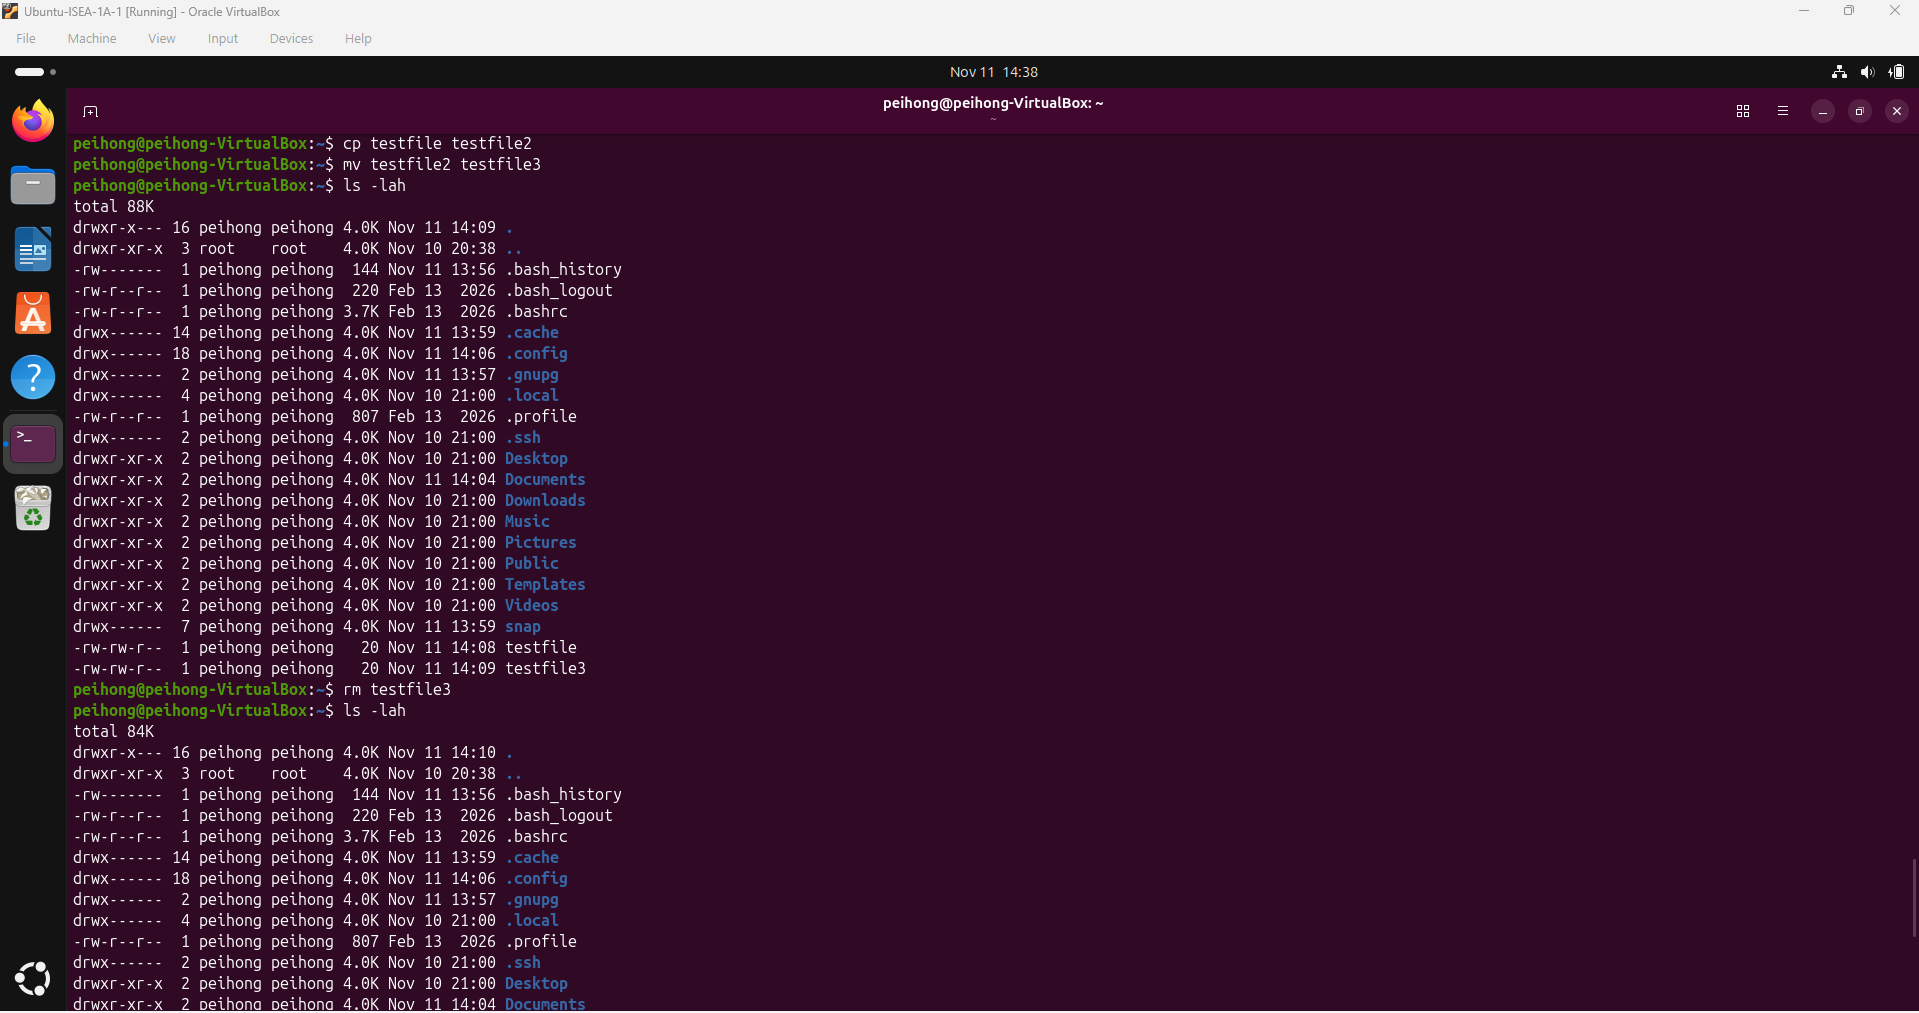 Ubuntu-ISEA-1A-1 [Running] - Oracle VirtualBox
File Machine View Input Devices Help
Nov 11 14:38
peihong@peihong-VirtualBox: ~
~
peihong@peihong-VirtualBox:~$ cp testfile testfile2
peihong@peihong-VirtualBox:~$ mv testfile2 testfile3
peihong@peihong-VirtualBox:~$ ls -lah
total 88K
drwxr-x--- 16 peihong peihong 4.0K Nov 11 14:09 .
drwxr-xr-x  3 root    root    4.0K Nov 10 20:38 ..
-rw-------  1 peihong peihong  144 Nov 11 13:56 .bash_history
-rw-r--r--  1 peihong peihong  220 Feb 13  2026 .bash_logout
-rw-r--r--  1 peihong peihong 3.7K Feb 13  2026 .bashrc
drwx------ 14 peihong peihong 4.0K Nov 11 13:59 .cache
drwx------ 18 peihong peihong 4.0K Nov 11 14:06 .config
drwx------  2 peihong peihong 4.0K Nov 11 13:57 .gnupg
drwx------  4 peihong peihong 4.0K Nov 10 21:00 .local
-rw-r--r--  1 peihong peihong  807 Feb 13  2026 .profile
drwx------  2 peihong peihong 4.0K Nov 10 21:00 .ssh
drwxr-xr-x  2 peihong peihong 4.0K Nov 10 21:00 Desktop
drwxr-xr-x  2 peihong peihong 4.0K Nov 11 14:04 Documents
drwxr-xr-x  2 peihong peihong 4.0K Nov 10 21:00 Downloads
drwxr-xr-x  2 peihong peihong 4.0K Nov 10 21:00 Music
drwxr-xr-x  2 peihong peihong 4.0K Nov 10 21:00 Pictures
drwxr-xr-x  2 peihong peihong 4.0K Nov 10 21:00 Public
drwxr-xr-x  2 peihong peihong 4.0K Nov 10 21:00 Templates
drwxr-xr-x  2 peihong peihong 4.0K Nov 10 21:00 Videos
drwx------  7 peihong peihong 4.0K Nov 11 13:59 snap
-rw-rw-r--  1 peihong peihong   20 Nov 11 14:08 testfile
-rw-rw-r--  1 peihong peihong   20 Nov 11 14:09 testfile3
peihong@peihong-VirtualBox:~$ rm testfile3
peihong@peihong-VirtualBox:~$ ls -lah
total 84K
drwxr-x--- 16 peihong peihong 4.0K Nov 11 14:10 .
drwxr-xr-x  3 root    root    4.0K Nov 10 20:38 ..
-rw-------  1 peihong peihong  144 Nov 11 13:56 .bash_history
-rw-r--r--  1 peihong peihong  220 Feb 13  2026 .bash_logout
-rw-r--r--  1 peihong peihong 3.7K Feb 13  2026 .bashrc
drwx------ 14 peihong peihong 4.0K Nov 11 13:59 .cache
drwx------ 18 peihong peihong 4.0K Nov 11 14:06 .config
drwx------  2 peihong peihong 4.0K Nov 11 13:57 .gnupg
drwx------  4 peihong peihong 4.0K Nov 10 21:00 .local
-rw-r--r--  1 peihong peihong  807 Feb 13  2026 .profile
drwx------  2 peihong peihong 4.0K Nov 10 21:00 .ssh
drwxr-xr-x  2 peihong peihong 4.0K Nov 10 21:00 Desktop
drwxr-xr-x  2 peihong peihong 4.0K Nov 11 14:04 Documents